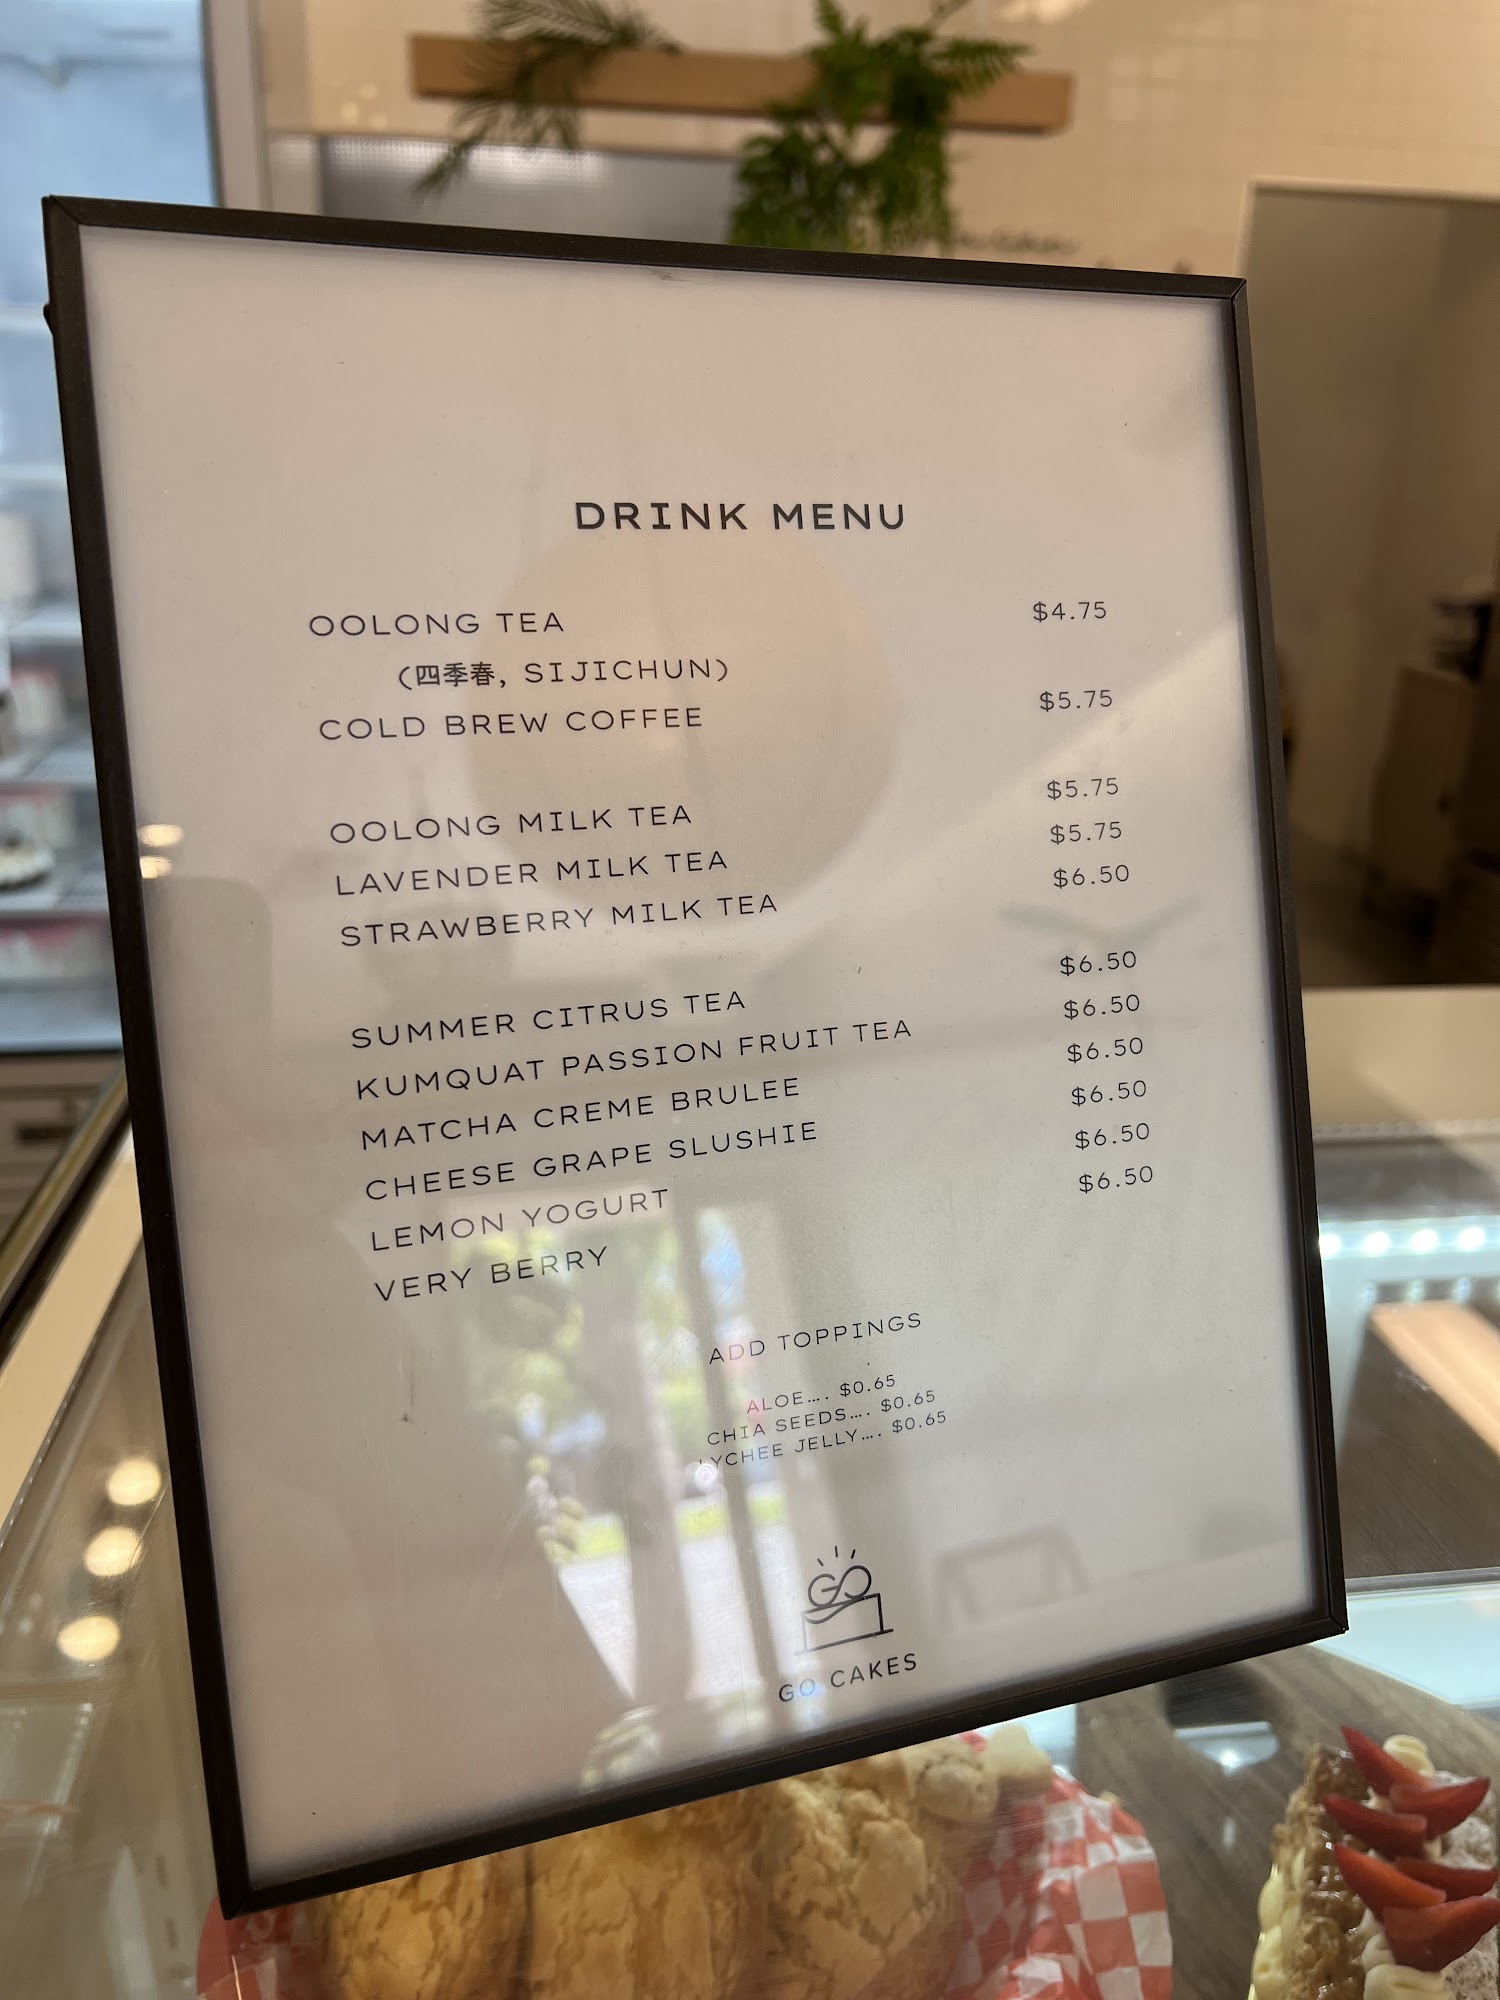 DRINK MENU
OOLONG TEA $4.75
(四季春, SIJICHUN)
COLD BREW COFFEE $5.75
OOLONG MILK TEA $5.75
LAVENDER MILK TEA $5.75
STRAWBERRY MILK TEA $6.50
SUMMER CITRUS TEA $6.50
KUMQUAT PASSION FRUIT TEA $6.50
MATCHA CREME BRULEE $6.50
CHEESE GRAPE SLUSHIE $6.50
LEMON YOGURT $6.50
VERY BERRY $6.50
ADD TOPPINGS
ALOE.... $0.65
CHIA SEEDS.... $0.65
LYCHEE JELLY.... $0.65
GO
GO CAKES